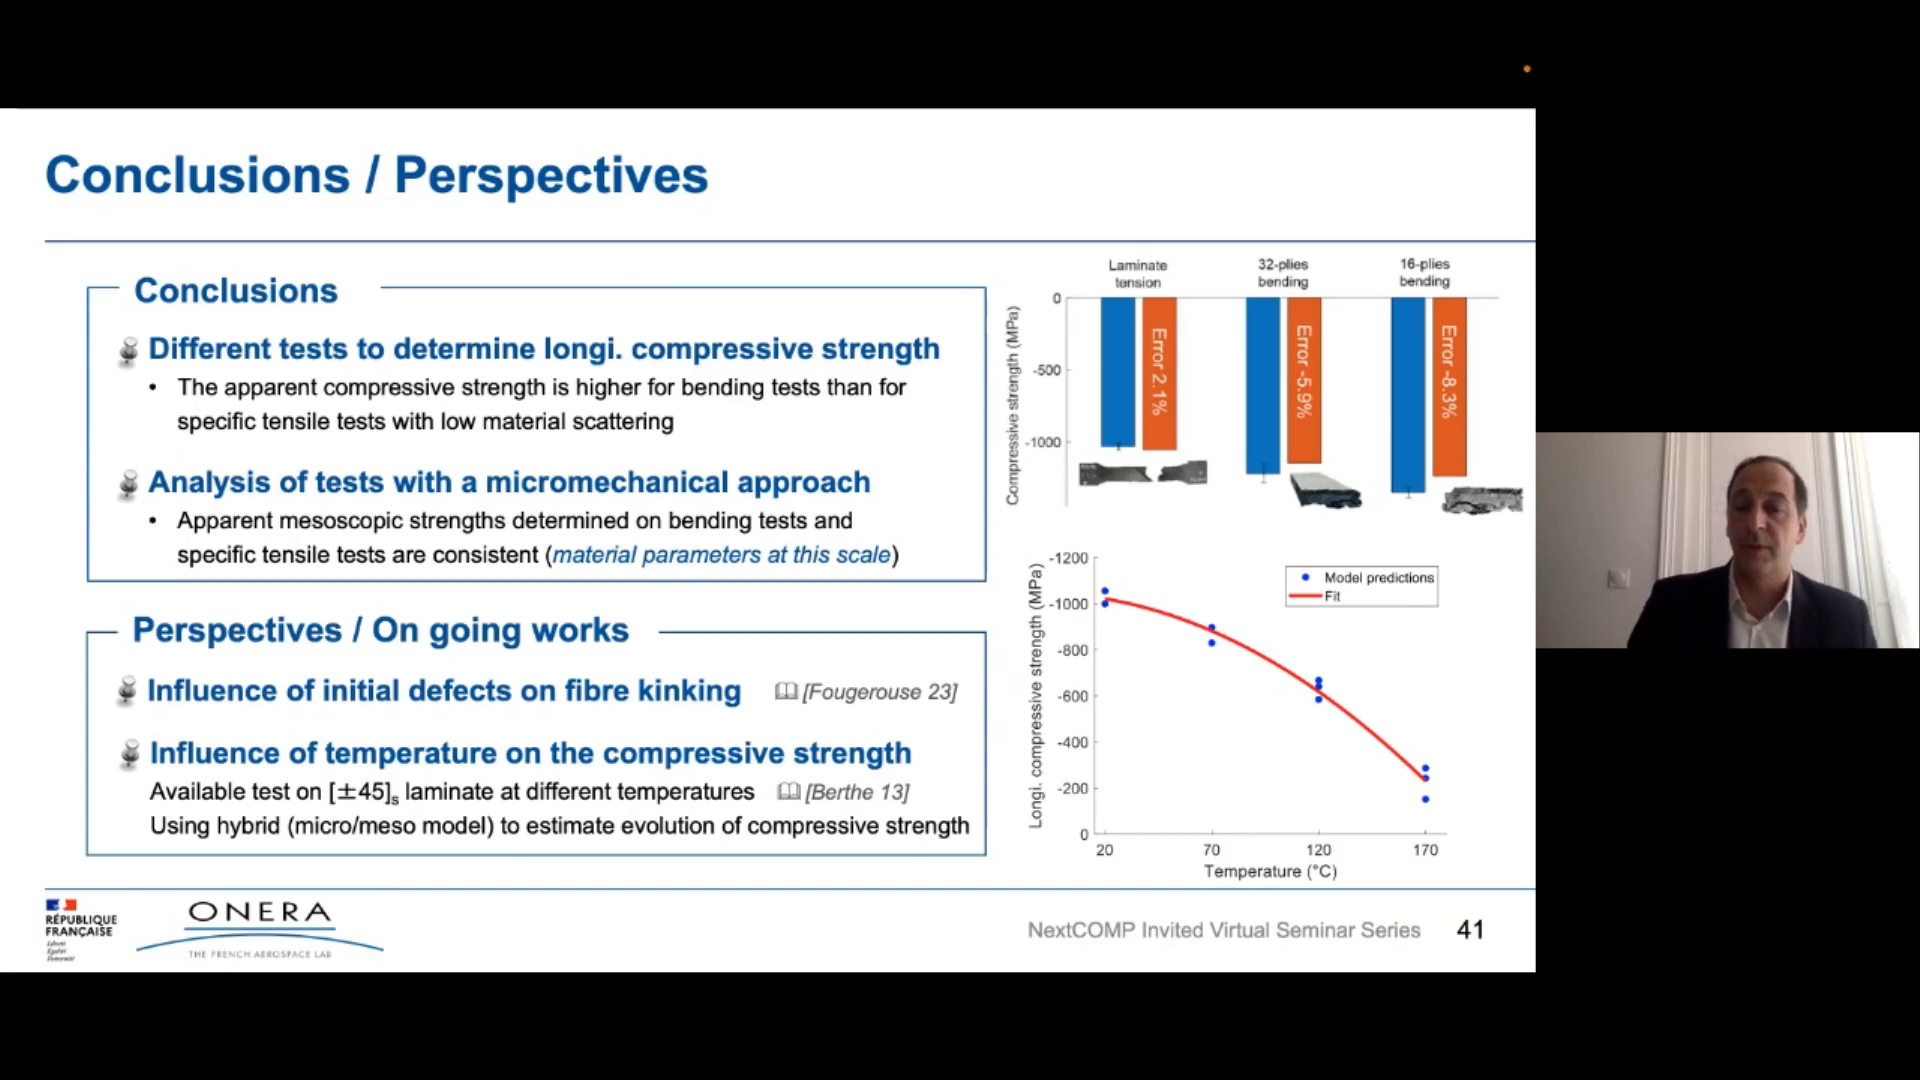 Conclusions / Perspectives
Conclusions
Different tests to determine longi. compressive strength
• The apparent compressive strength is higher for bending tests than for
specific tensile tests with low material scattering
Analysis of tests with a micromechanical approach
• Apparent mesoscopic strengths determined on bending tests and
specific tensile tests are consistent (material parameters at this scale)
Perspectives / On going works
Influence of initial defects on fibre kinking [Fougerouse 23]
Influence of temperature on the compressive strength
Available test on [±45]s laminate at different temperatures [Berthe 13]
Using hybrid (micro/meso model) to estimate evolution of compressive strength
Laminate
tension
32-plies
bending
16-plies
bending
Compressive strength (MPa)
0
-500
-1000
Error 2.1%
Error -5.9%
Error -8.3%
Longi. compressive strength (MPa)
-1200
-1000
-800
-600
-400
-200
0
Model predictions
Fit
20 70 120 170
Temperature (°C)
RÉPUBLIQUE
FRANÇAISE
Liberté
Égalité
Fraternité
ONERA
THE FRENCH AEROSPACE LAB
NextCOMP Invited Virtual Seminar Series 41